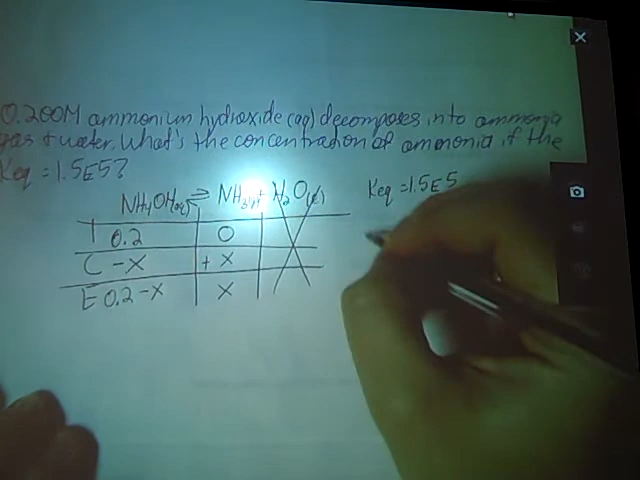 0.200M ammonium hydroxide (aq) decomposes into ammonia
gas + water. What's the concentration of ammonia if the
Keq = 1.5E5?
NH4OH(aq) ⇌ NH3(g) + H2O(l)
Keq = 1.5E5
I 0.2 0
C -X +X
E 0.2-X X